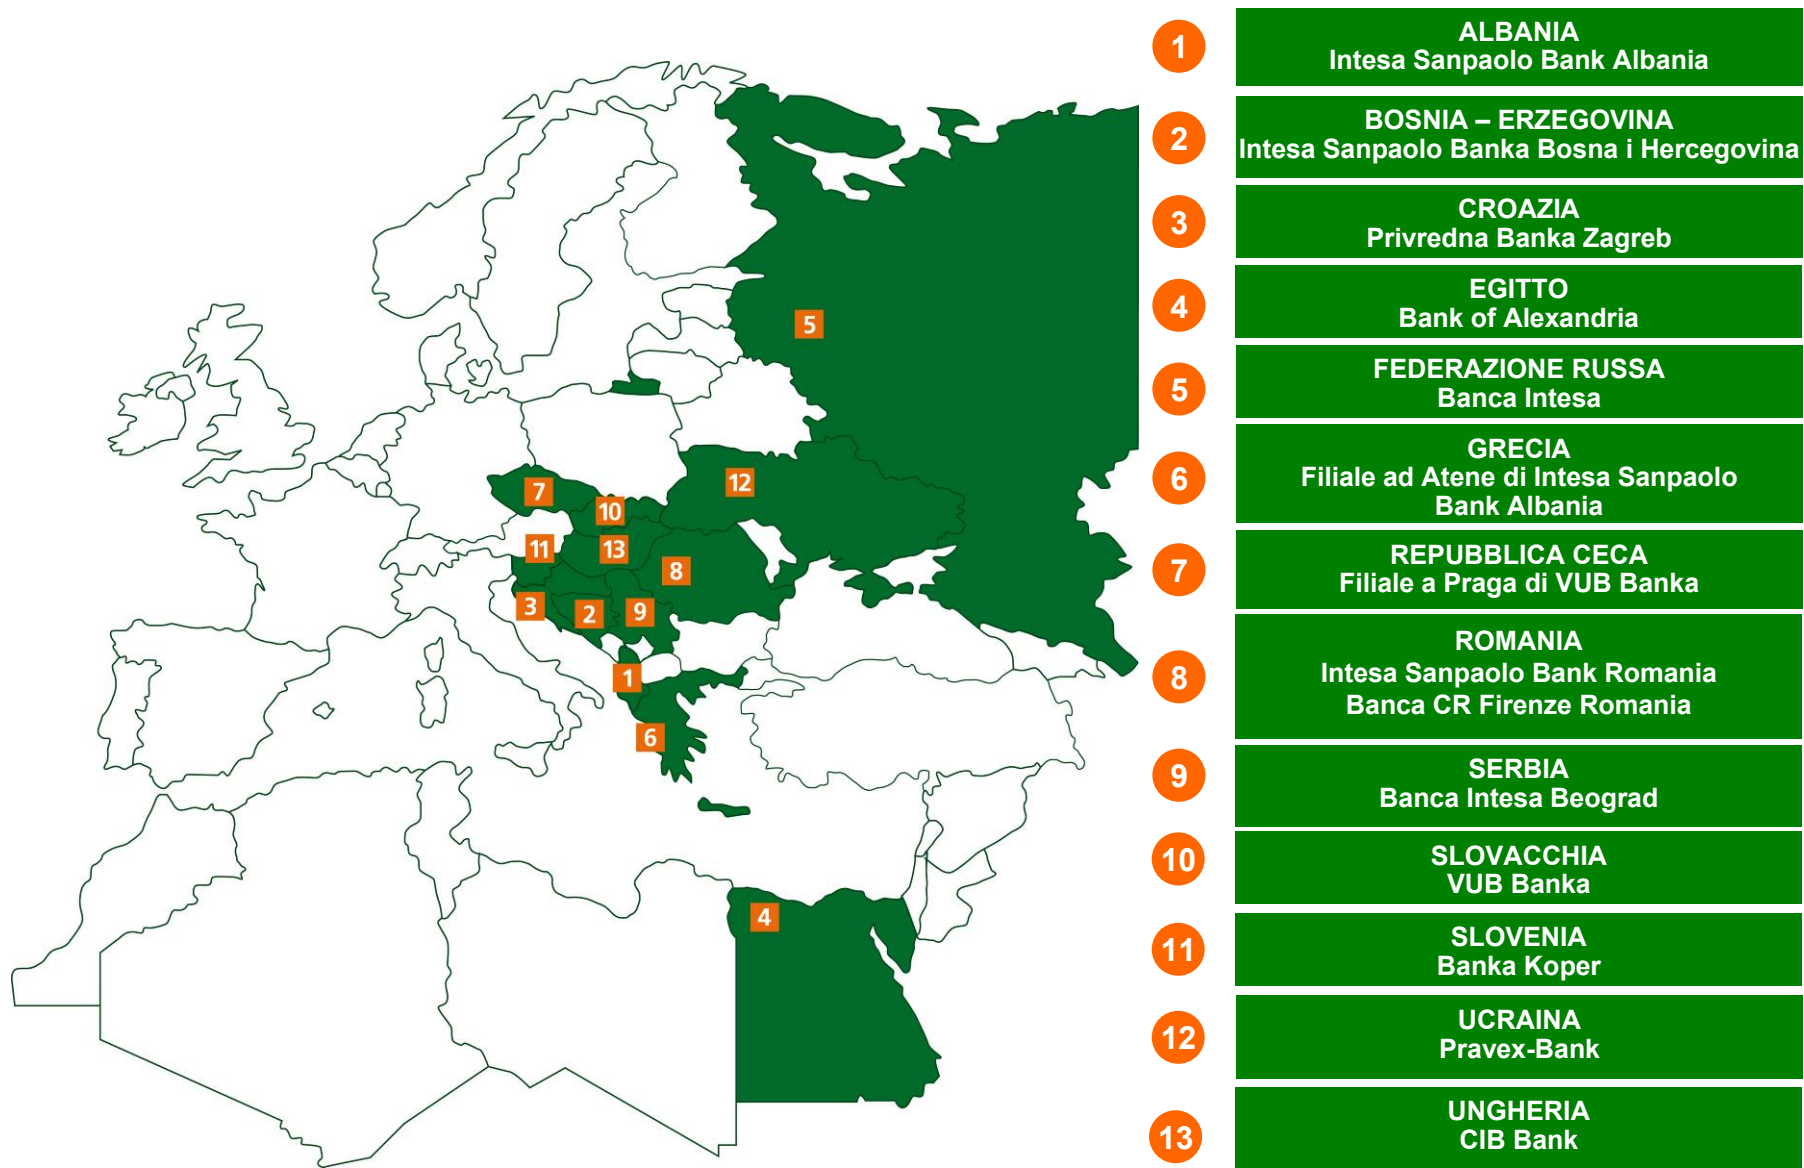 1
ALBANIA
Intesa Sanpaolo Bank Albania
2
BOSNIA – ERZEGOVINA
Intesa Sanpaolo Banka Bosna i Hercegovina
3
CROAZIA
Privredna Banka Zagreb
4
EGITTO
Bank of Alexandria
5
FEDERAZIONE RUSSA
Banca Intesa
6
GRECIA
Filiale ad Atene di Intesa Sanpaolo
Bank Albania
7
REPUBBLICA CECA
Filiale a Praga di VUB Banka
8
ROMANIA
Intesa Sanpaolo Bank Romania
Banca CR Firenze Romania
9
SERBIA
Banca Intesa Beograd
10
SLOVACCHIA
VUB Banka
11
SLOVENIA
Banka Koper
12
UCRAINA
Pravex-Bank
13
UNGHERIA
CIB Bank
5
12
7
10
11
13
8
3
2
9
1
6
4